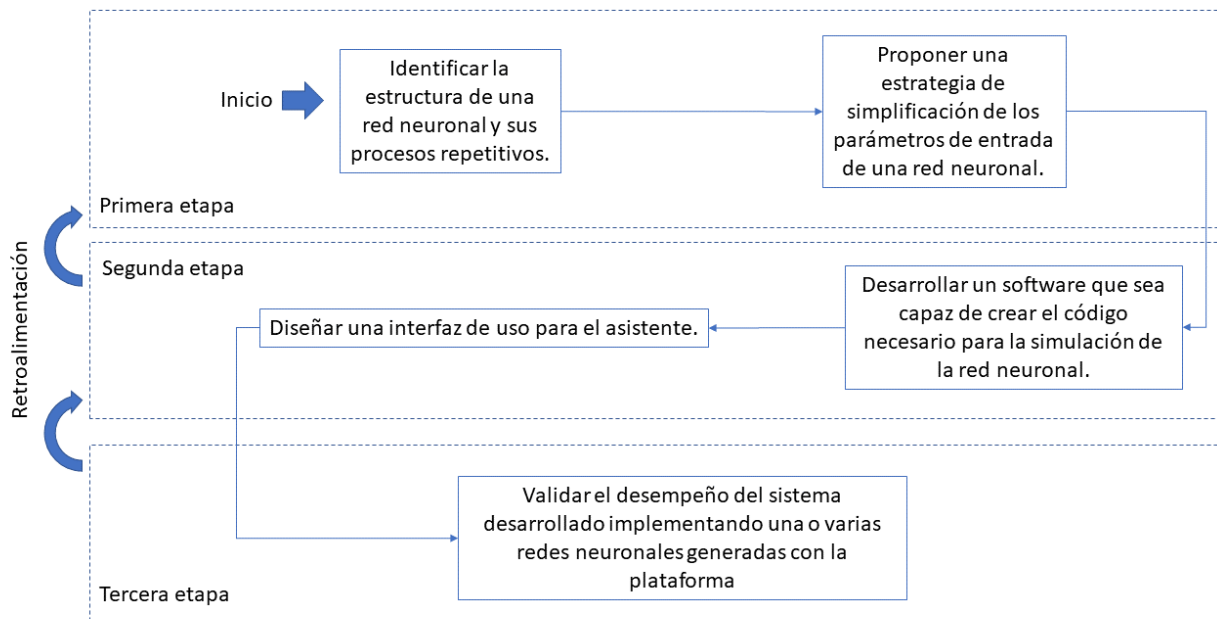 Inicio
Identificar la
estructura de una
red neuronal y sus
procesos repetitivos.
Proponer una
estrategia de
simplificación de los
parámetros de entrada
de una red neuronal.
Primera etapa
Retroalimentación
Segunda etapa
Desarrollar un software que sea
capaz de crear el código
necesario para la simulación de
la red neuronal.
Diseñar una interfaz de uso para el asistente.
Validar el desempeño del sistema
desarrollado implementando una o varias
redes neuronales generadas con la
plataforma
Tercera etapa